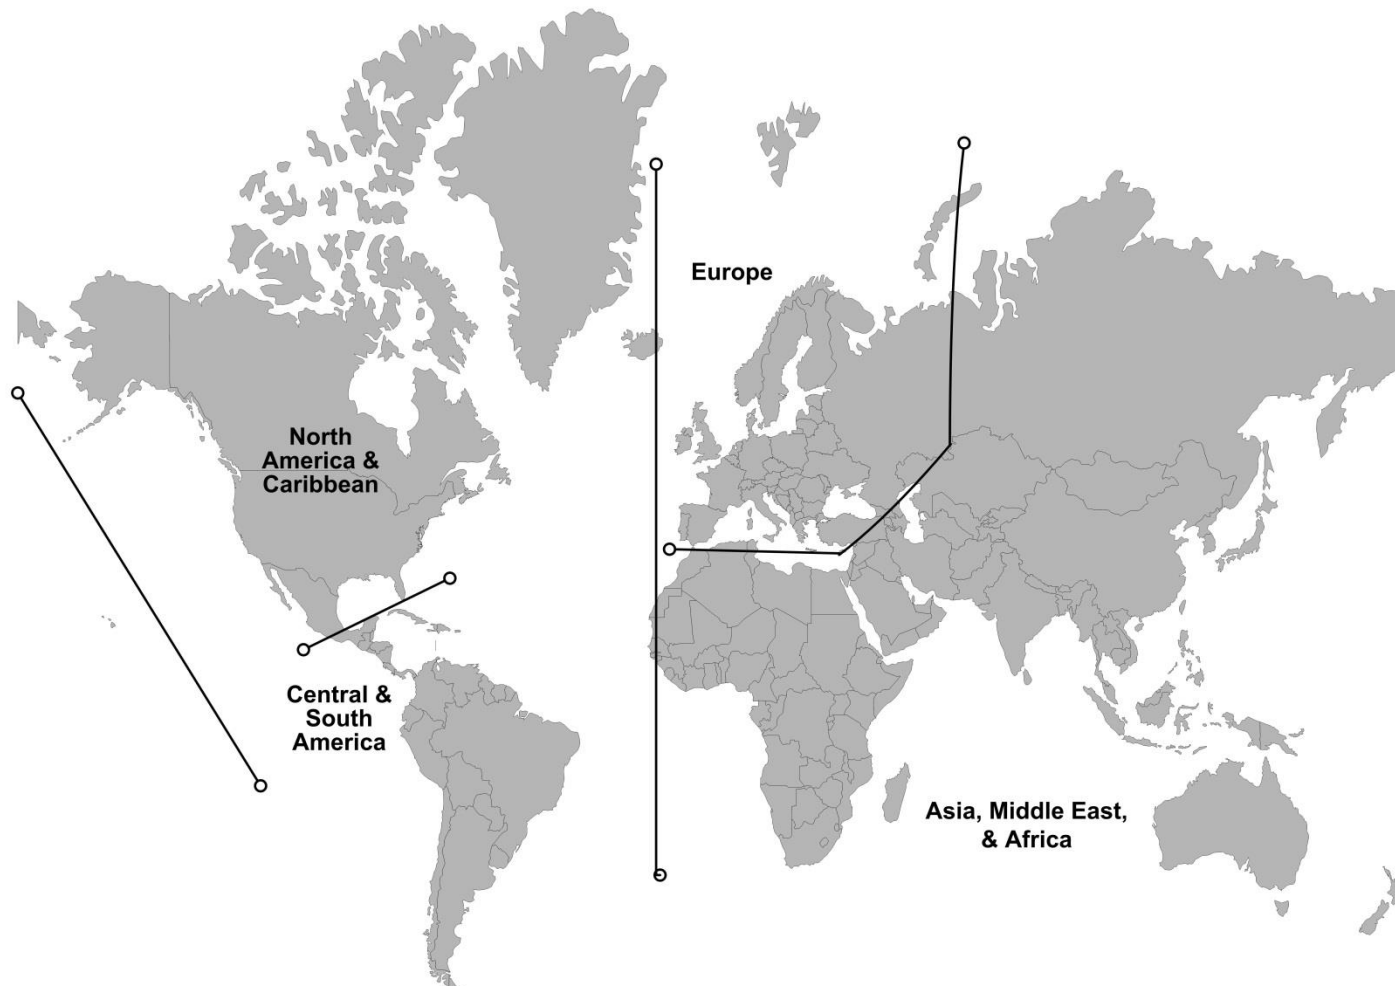 Europe
North
America &
Caribbean
Central &
South
America
Asia, Middle East,
& Africa